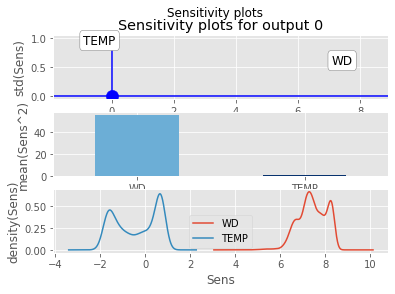 Sensitivity plots
Sensitivity plots for output 0
std(Sens)
1.0
0.5
0.0
TEMP
WD
0 2 4 6 8
mean(Sens^2)
40
20
0
WD TEMP
density(Sens)
0.50
0.25
0.00
WD
TEMP
−4 −2 0 2 4 6 8 10
Sens